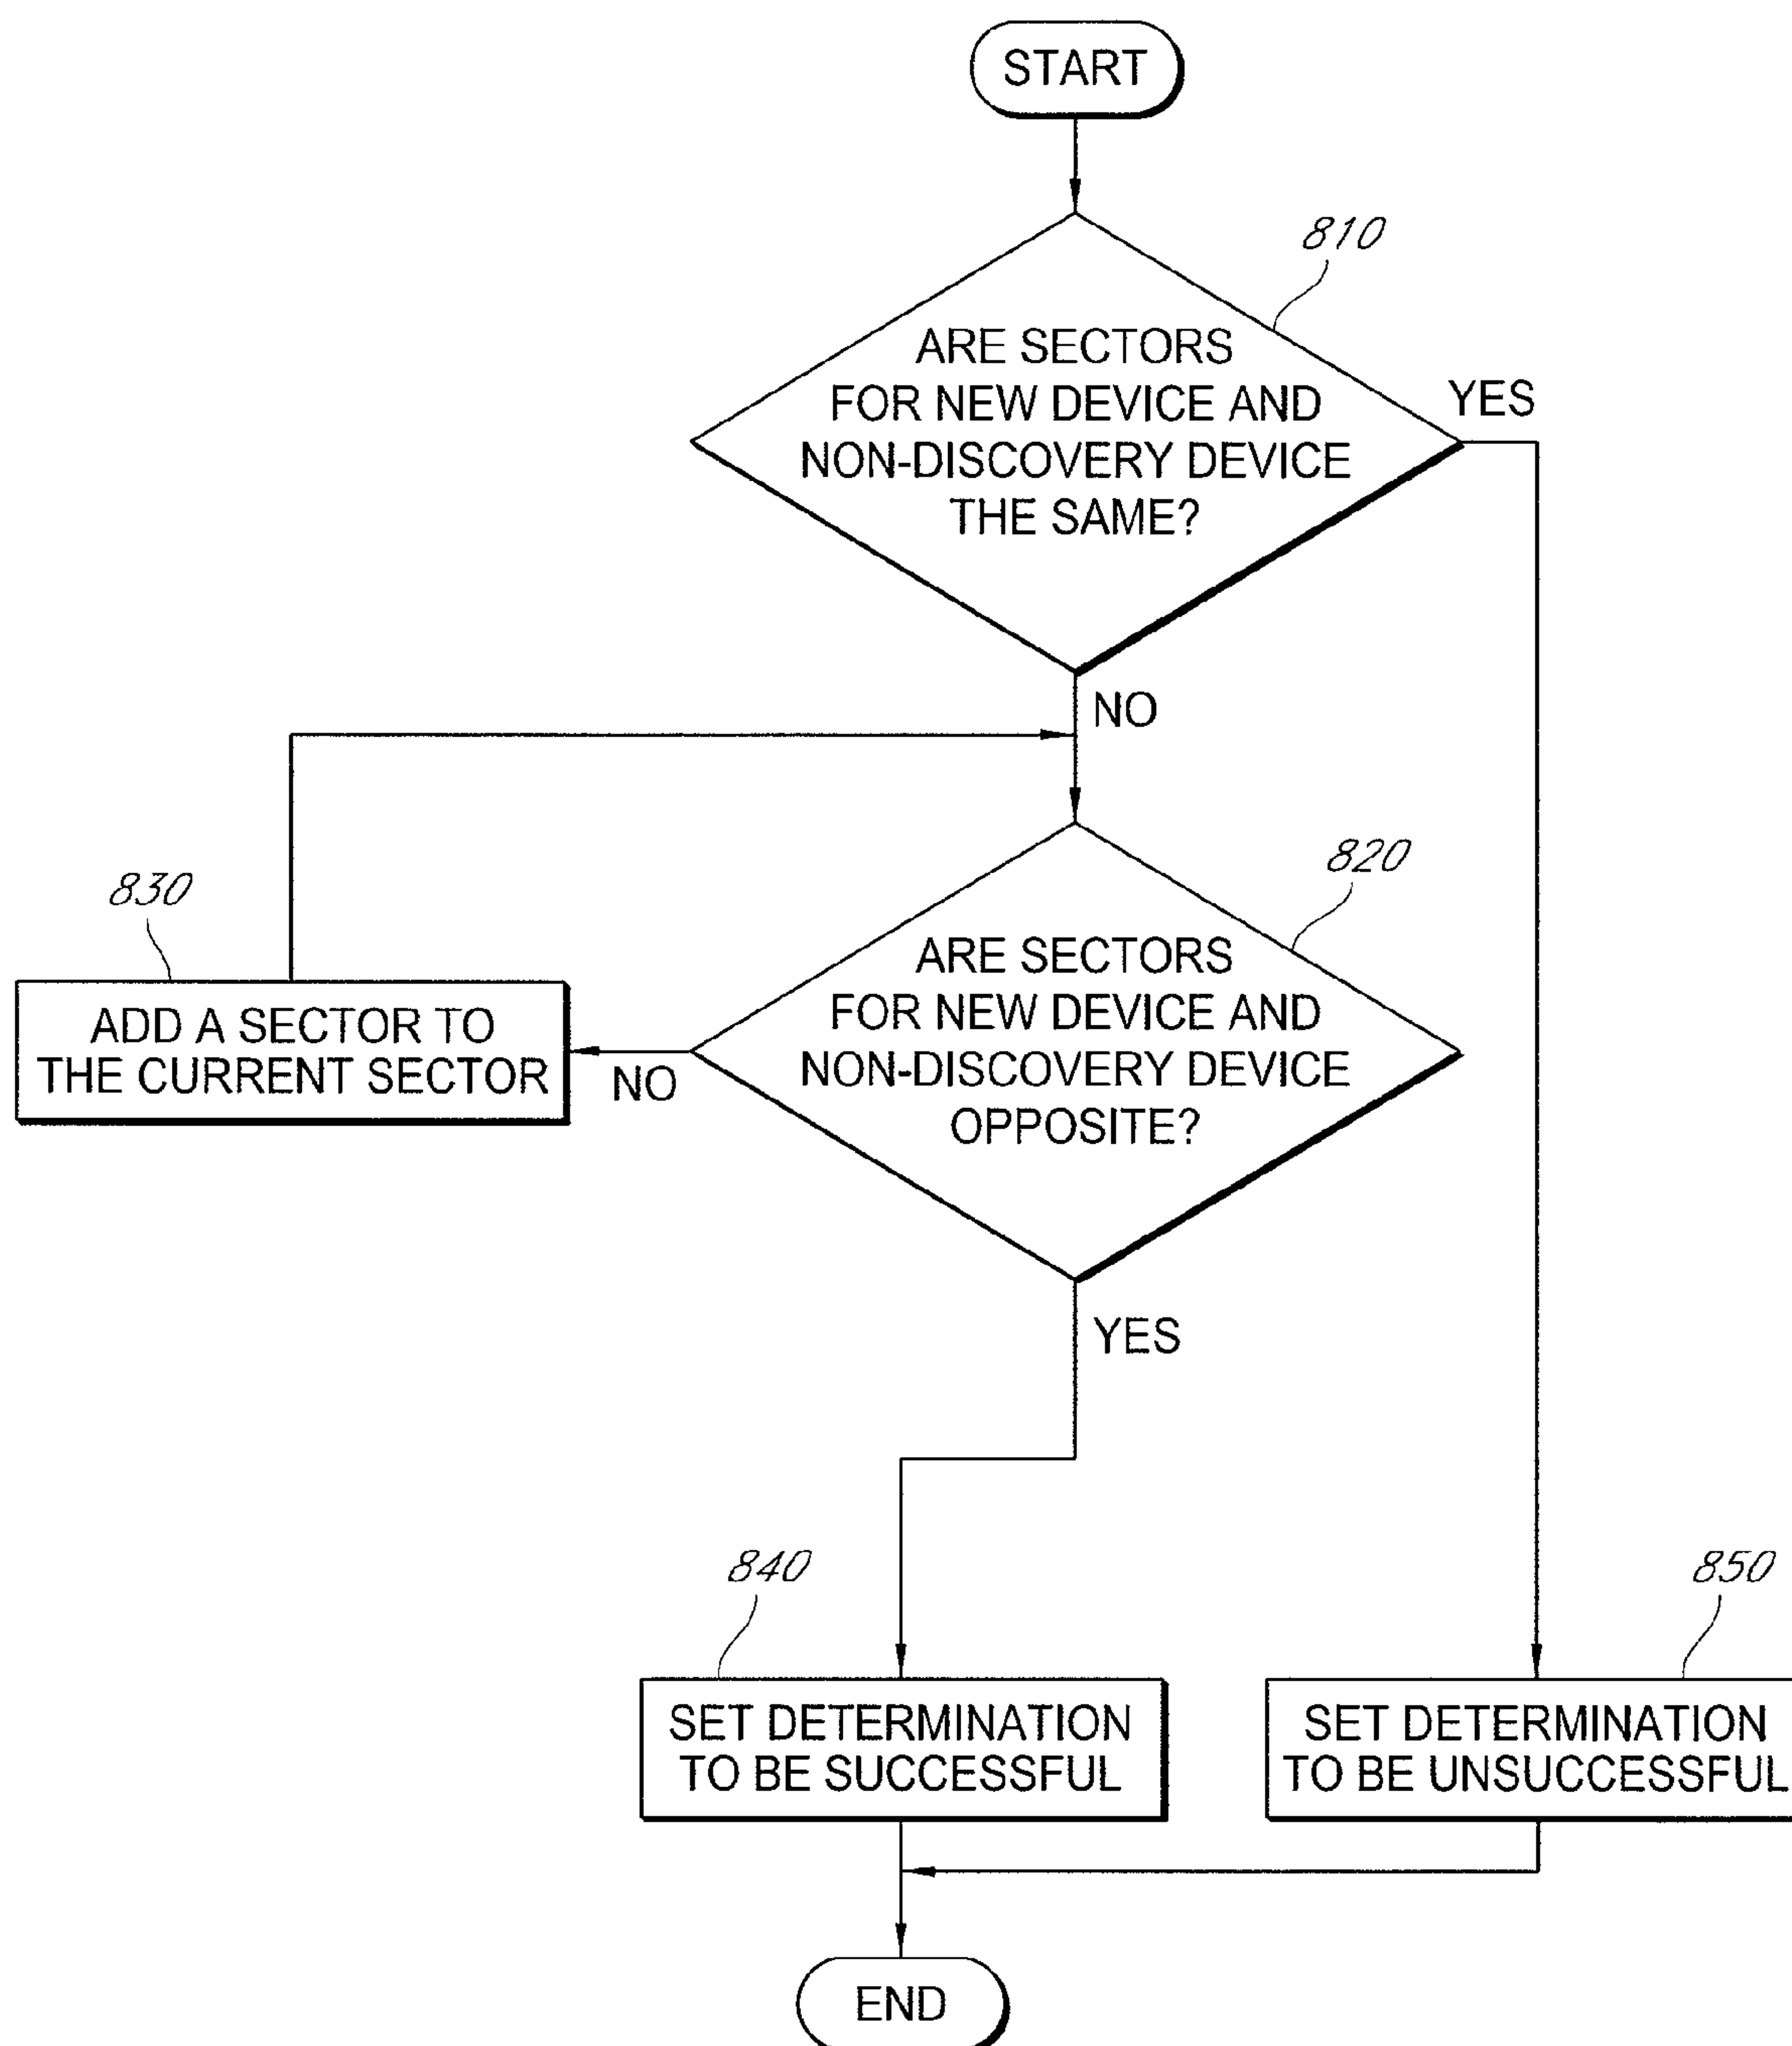 START
810
ARE SECTORS
FOR NEW DEVICE AND
NON-DISCOVERY DEVICE
THE SAME?
YES
NO
820
830
ARE SECTORS
FOR NEW DEVICE AND
NON-DISCOVERY DEVICE
OPPOSITE?
ADD A SECTOR TO
THE CURRENT SECTOR
NO
YES
840
850
SET DETERMINATION
TO BE SUCCESSFUL
SET DETERMINATION
TO BE UNSUCCESSFUL
END